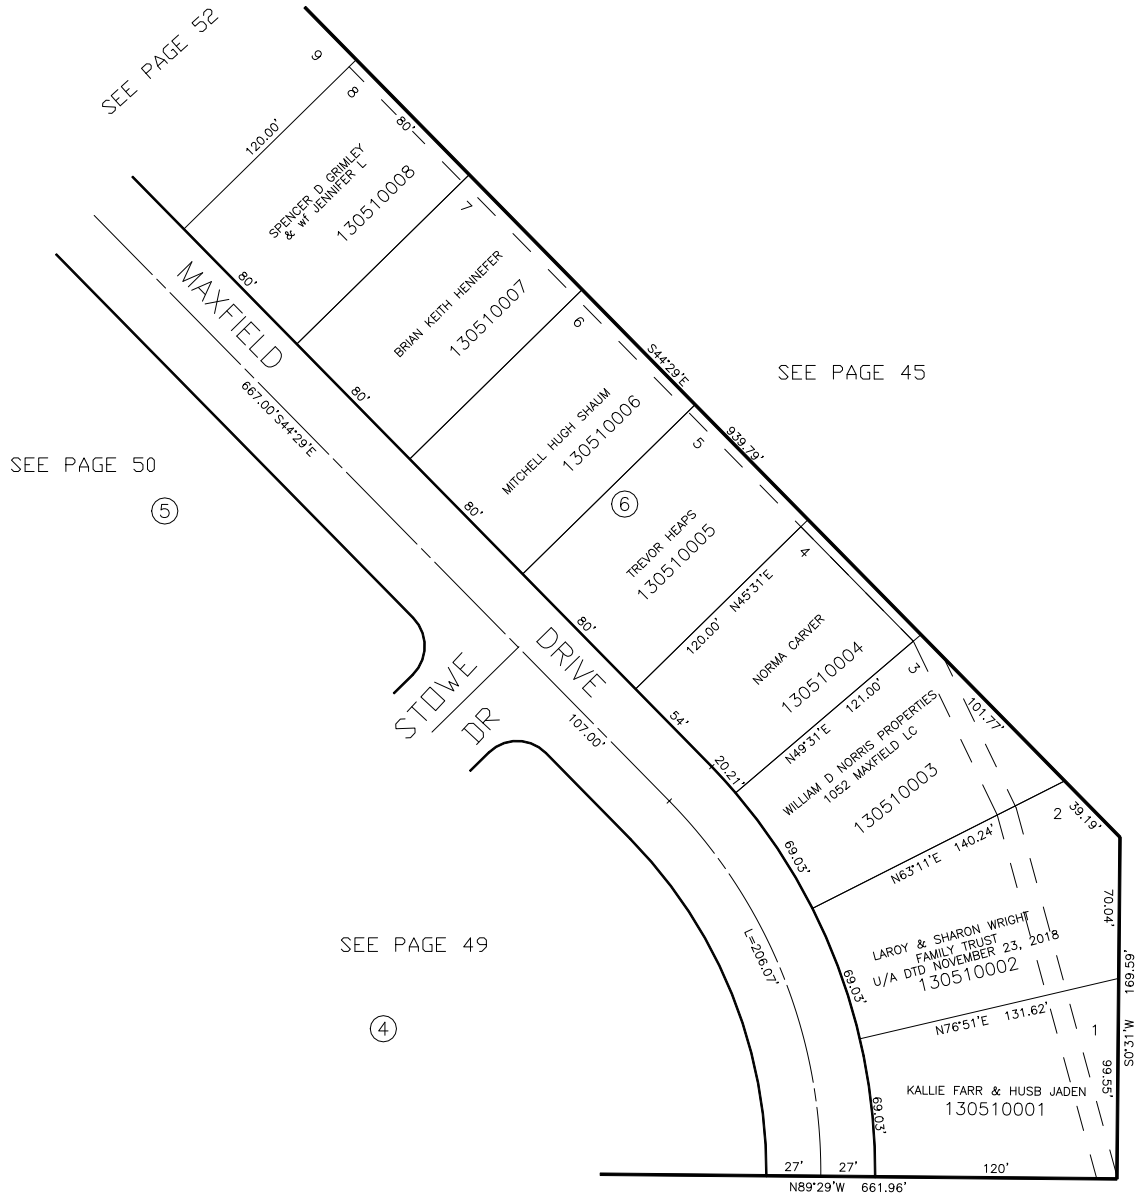 SEE PAGE 52
9
120.00'
8
80'
SPENCER D GRIMLEY
& wf JENNIFER L
130510008
80'
7
BRIAN KEITH HENNEFER
130510007
80'
MAXFIELD
DRIVE
667.00' S44°29'E
6
MITCHELL HUGH SHAUM
130510006
80'
S44°29'E
939.79'
SEE PAGE 45
SEE PAGE 50
5
6
5
TREVOR HEAPS
130510005
80'
120.00' N45°31'E
4
NORMA CARVER
130510004
54'
20.21'
N49°31'E 121.00'
STOWE
DR
107.00'
3
101.77'
WILLIAM D NORRIS PROPERTIES
1052 MAXFIELD LC
130510003
69.03'
N63°11'E 140.24'
2
39.19'
70.04'
LAROY & SHARON WRIGHT
FAMILY TRUST
U/A DTD NOVEMBER 23, 2018
130510002
69.03'
SEE PAGE 49
4
L=206.07'
N76°51'E 131.62'
1
99.55'
S0°31'W 169.59'
KALLIE FARR & HUSB JADEN
130510001
69.03'
27' 27' 120'
N89°29'W 661.96'